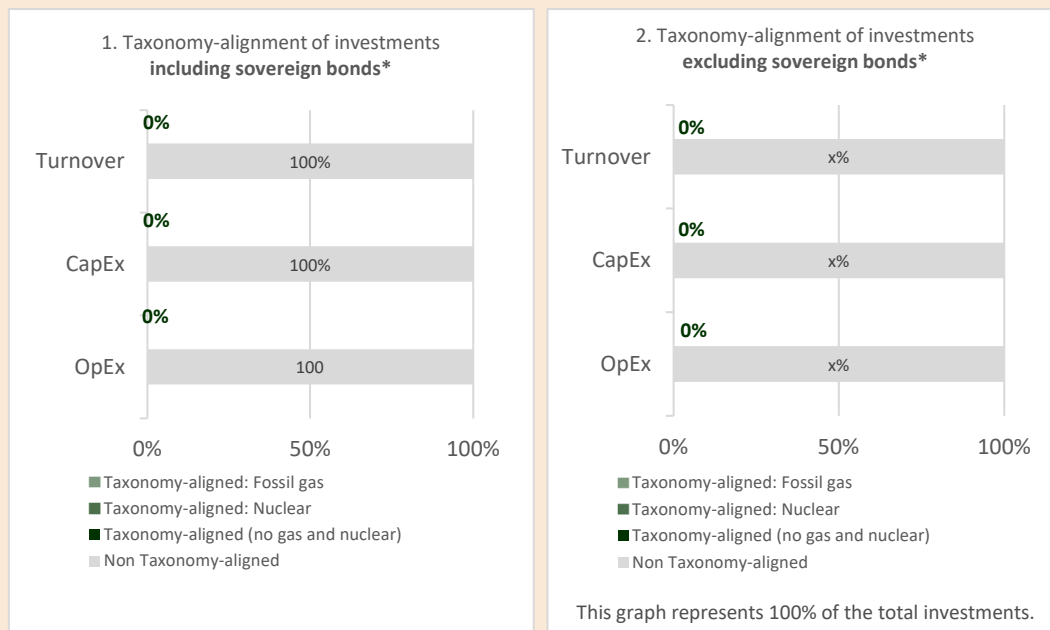 1. Taxonomy-alignment of investments
including sovereign bonds*
0%
Turnover
100%
0%
CapEx
100%
0%
OpEx
100
0%
50%
100%
Taxonomy-aligned: Fossil gas
Taxonomy-aligned: Nuclear
Taxonomy-aligned (no gas and nuclear)
Non Taxonomy-aligned
2. Taxonomy-alignment of investments
excluding sovereign bonds*
0%
Turnover
x%
0%
CapEx
x%
0%
OpEx
x%
0%
50%
100%
Taxonomy-aligned: Fossil gas
Taxonomy-aligned: Nuclear
Taxonomy-aligned (no gas and nuclear)
Non Taxonomy-aligned
This graph represents 100% of the total investments.